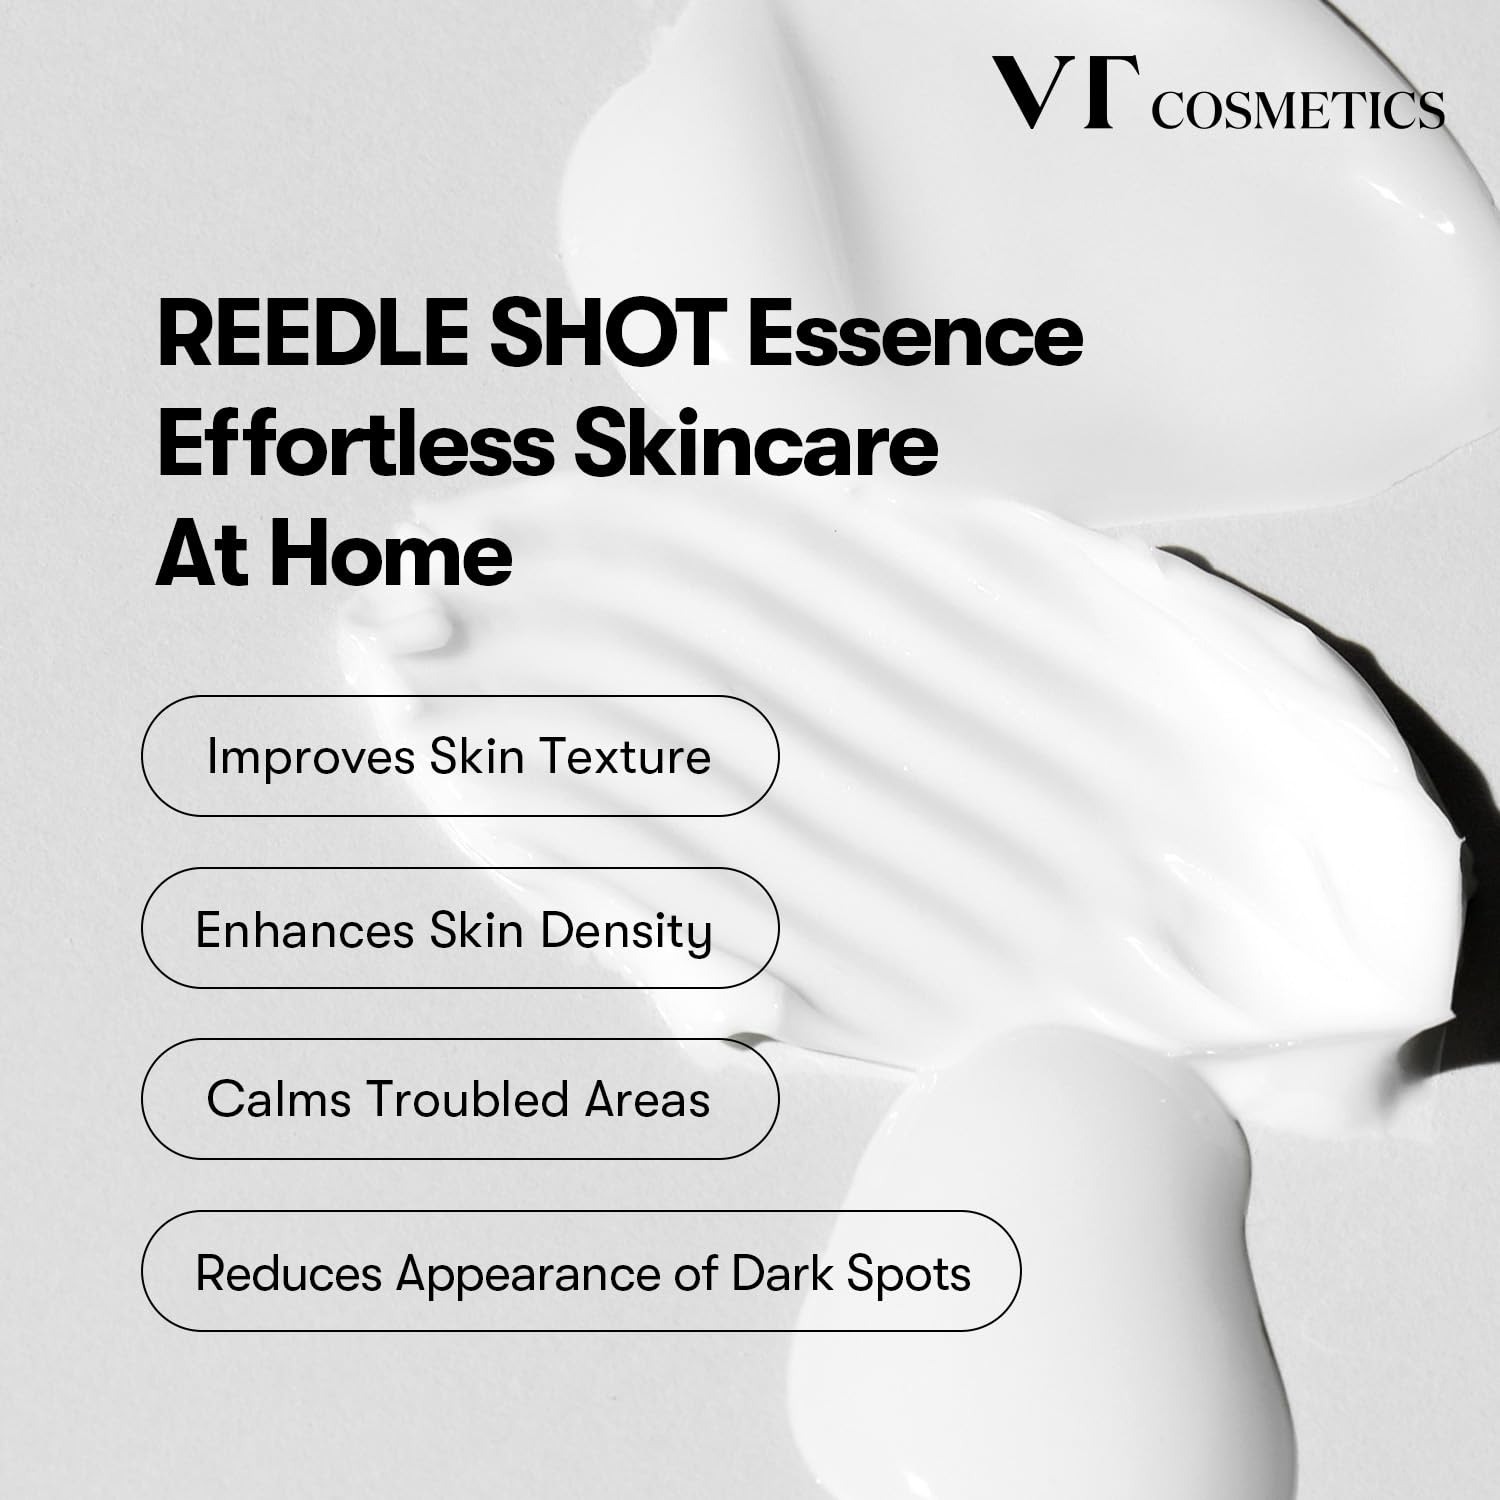 VT COSMETICS
REEDLE SHOT Essence
Effortless Skincare
At Home
Improves Skin Texture
Enhances Skin Density
Calms Troubled Areas
Reduces Appearance of Dark Spots